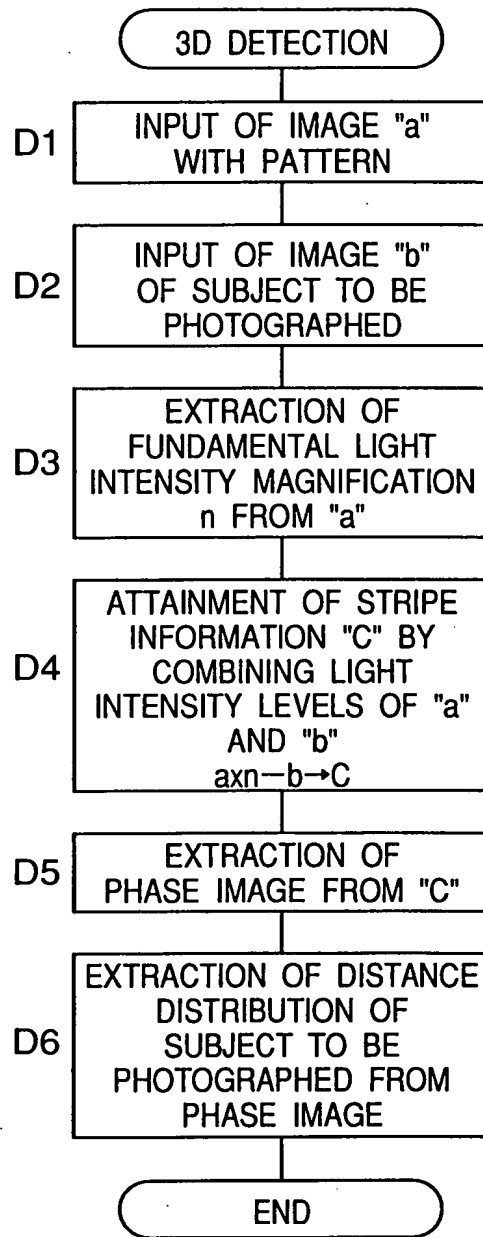 3D DETECTION
D1
INPUT OF IMAGE "a"
WITH PATTERN
D2
INPUT OF IMAGE "b"
OF SUBJECT TO BE
PHOTOGRAPHED
D3
EXTRACTION OF
FUNDAMENTAL LIGHT
INTENSITY MAGNIFICATION
n FROM "a"
D4
ATTAINMENT OF STRIPE
INFORMATION "C" BY
COMBINING LIGHT
INTENSITY LEVELS OF "a"
AND "b"
axn—b→C
D5
EXTRACTION OF
PHASE IMAGE FROM "C"
D6
EXTRACTION OF DISTANCE
DISTRIBUTION OF
SUBJECT TO BE
PHOTOGRAPHED FROM
PHASE IMAGE
END